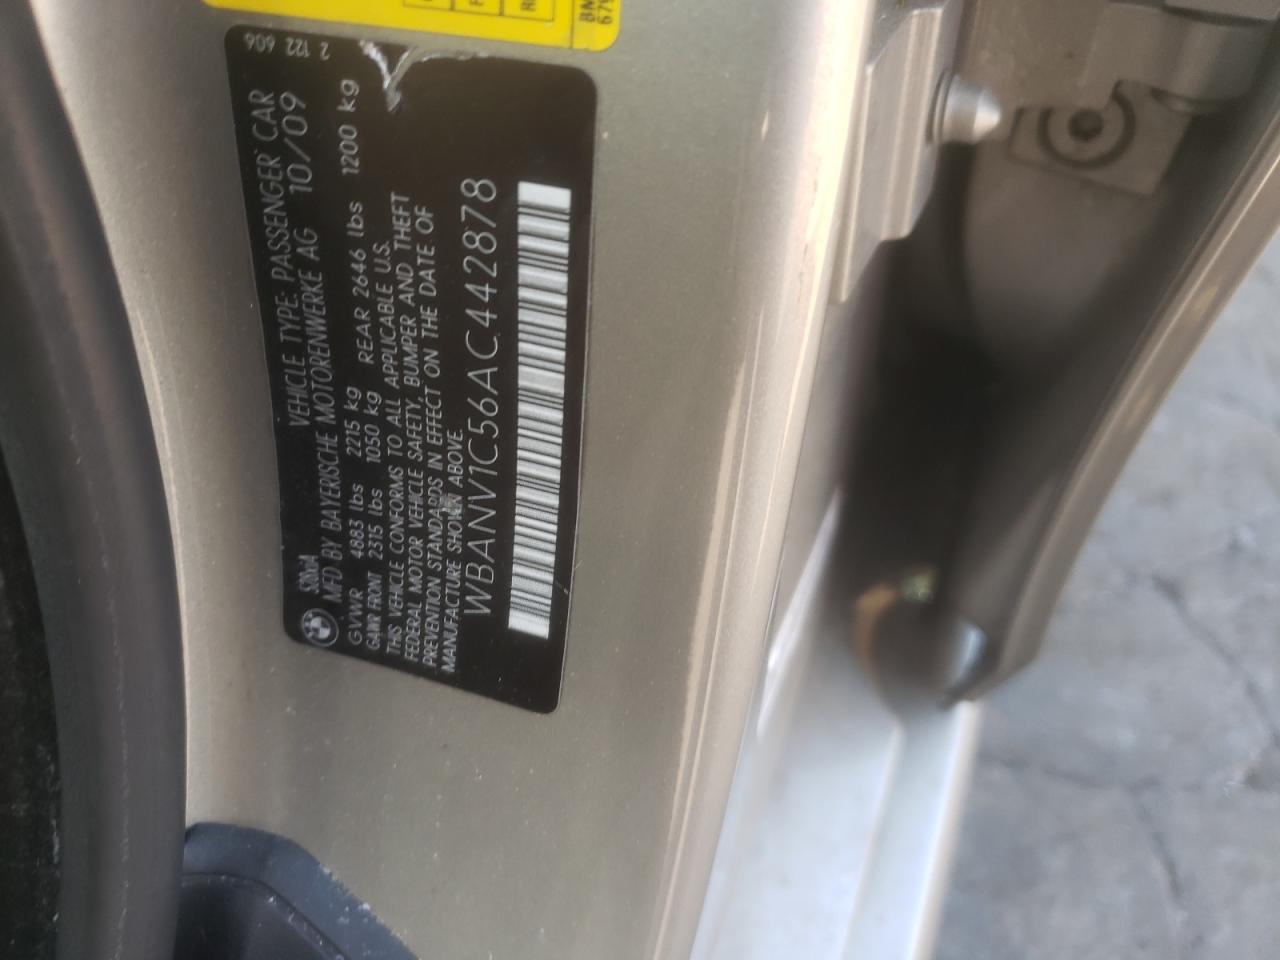 2 122 606
528xiA VEHICLE TYPE: PASSENGER CAR
MFD BY BAYERISCHE MOTORENWERKE AG 10/09
GVWR 4883 lbs 2215 kg
GAWR FRON 2315 lbs 1050 kg REAR 2646 lbs 1200 kg
THIS VEHICLE CONFORMS TO ALL APPLICABLE U.S.
FEDERAL MOTOR VEHICLE SAFETY, BUMPER AND THEFT
PREVENTION STANDARDS IN EFFECT ON THE DATE OF
MANUFACTURE SHOWN ABOVE.
WBANV1C56AC442878